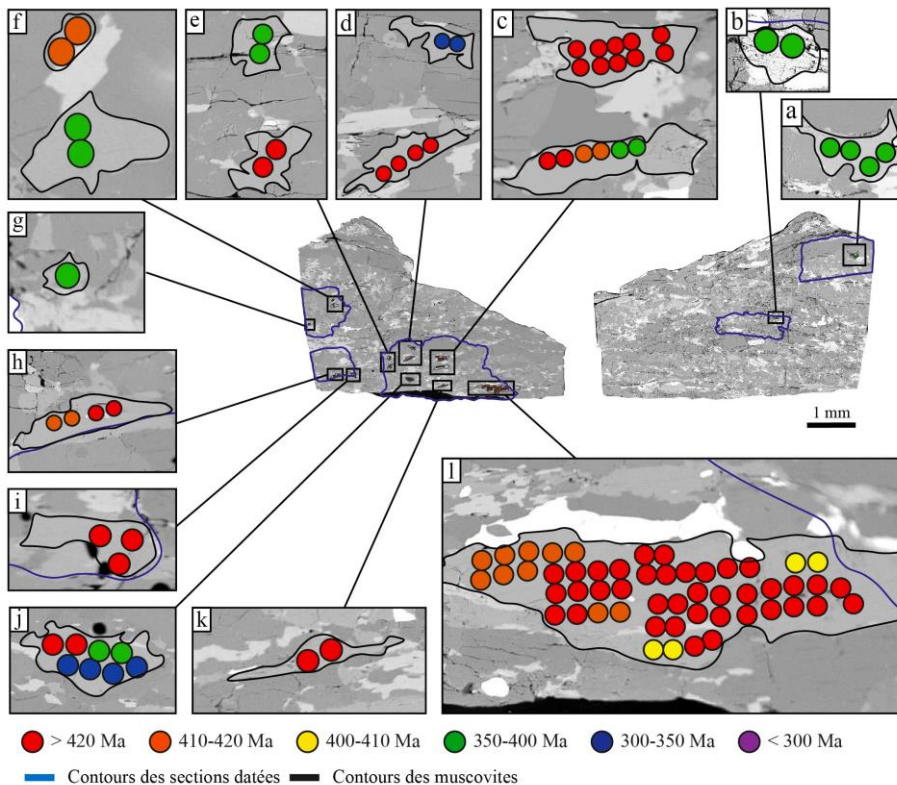 f
e
d
c
b
a
g
1 mm
h
i
l
j
k
> 420 Ma
410-420 Ma
400-410 Ma
350-400 Ma
300-350 Ma
< 300 Ma
Contours des sections datées
Contours des muscovites